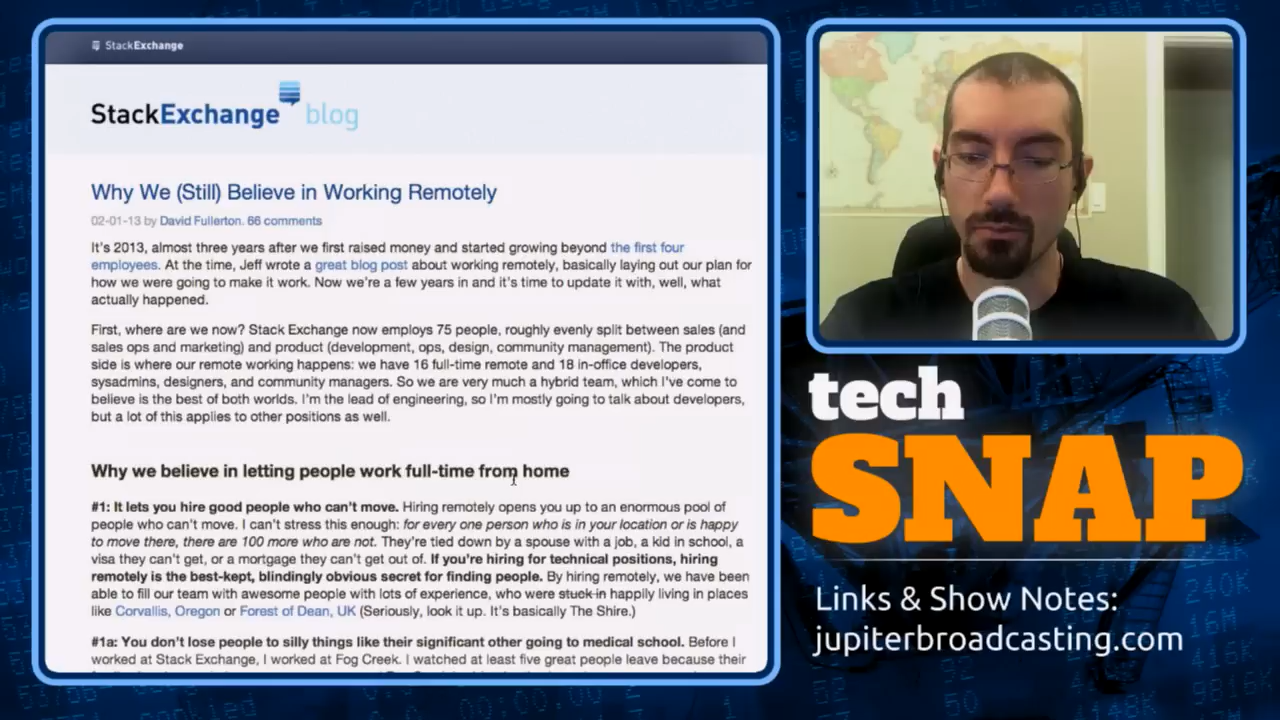 StackExchange
StackExchange blog
Why We (Still) Believe in Working Remotely
02-01-13 by David Fullerton. 66 comments
It's 2013, almost three years after we first raised money and started growing beyond the first four
employees. At the time, Jeff wrote a great blog post about working remotely, basically laying out our plan for
how we were going to make it work. Now we're a few years in and it's time to update it with, well, what
actually happened.
First, where are we now? Stack Exchange now employs 75 people, roughly evenly split between sales (and
sales ops and marketing) and product (development, ops, design, community management). The product
side is where our remote working happens: we have 16 full-time remote and 18 in-office developers,
sysadmins, designers, and community managers. So we are very much a hybrid team, which I've come to
believe is the best of both worlds. I'm the lead of engineering, so I'm mostly going to talk about developers,
but a lot of this applies to other positions as well.
Why we believe in letting people work full-time from home
#1: It lets you hire good people who can't move. Hiring remotely opens you up to an enormous pool of
people who can't move. I can't stress this enough: for every one person who is in your location or is happy
to move there, there are 100 more who are not. They're tied down by a spouse with a job, a kid in school, a
visa they can't get, or a mortgage they can't get out of. If you're hiring for technical positions, hiring
remotely is the best-kept, blindingly obvious secret for finding people. By hiring remotely, we have been
able to fill our team with awesome people with lots of experience, who were stuck in happily living in places
like Corvallis, Oregon or Forest of Dean, UK (Seriously, look it up. It's basically The Shire.)
#1a: You don't lose people to silly things like their significant other going to medical school. Before I
worked at Stack Exchange, I worked at Fog Creek. I watched at least five great people leave because their
tech
SNAP
Links & Show Notes:
jupiterbroadcasting.com